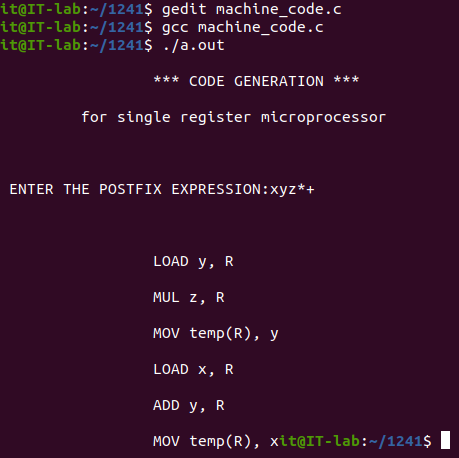 it@IT-lab:~/1241$ gedit machine_code.c
it@IT-lab:~/1241$ gcc machine_code.c
it@IT-lab:~/1241$ ./a.out
*** CODE GENERATION ***
for single register microprocessor
ENTER THE POSTFIX EXPRESSION:xyz*+
LOAD y, R
MUL z, R
MOV temp(R), y
LOAD x, R
ADD y, R
MOV temp(R), xit@IT-lab:~/1241$